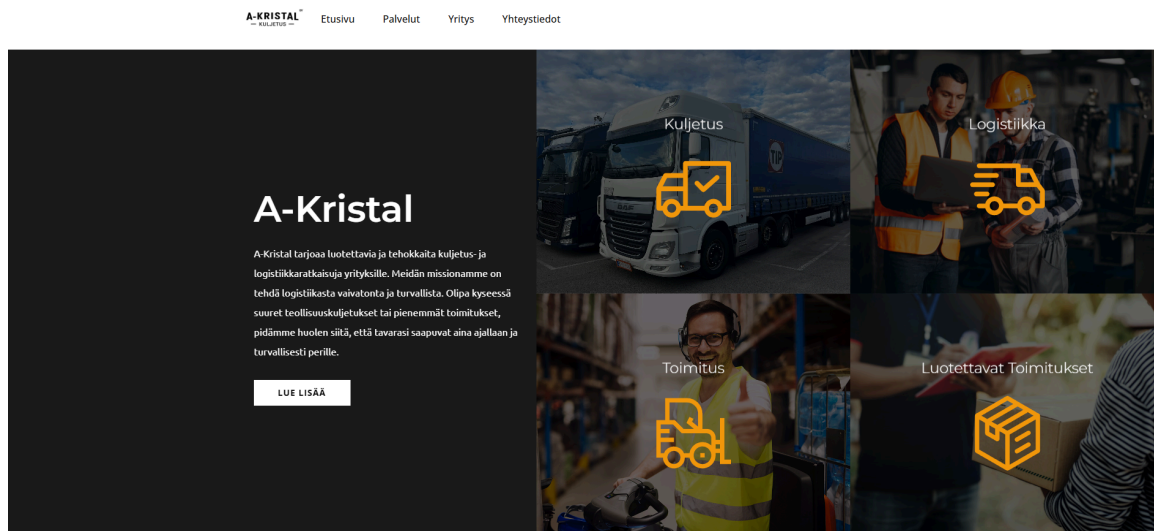 A-KRISTAL
— KULJETUS —
Etusivu Palvelut Yritys Yhteystiedot
A-Kristal
A-Kristal tarjoaa luotettavia ja tehokkaita kuljetus- ja
logistiikkaratkaisuja yrityksille. Meidän missionamme on
tehdä logistiikasta vaivatonta ja turvallista. Olipa kyseessä
suuret teollisuuskuljetukset tai pienemmät toimitukset,
pidämme huolen siitä, että tavarasi saapuvat aina ajallaan ja
turvallisesti perille.
LUE LISÄÄ
Kuljetus
TIP
DAF
Logistiikka
Toimitus
Luotettavat Toimitukset